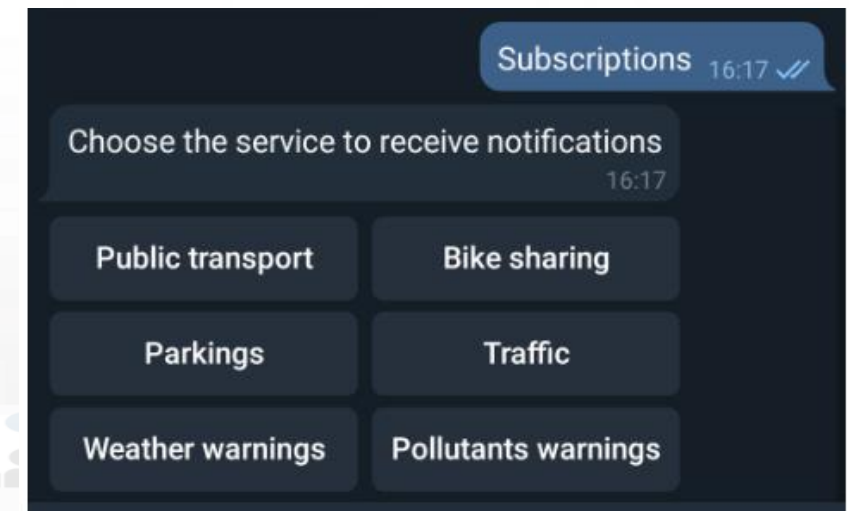 Subscriptions 16:17
Choose the service to receive notifications
16:17
Public transport
Bike sharing
Parkings
Traffic
Weather warnings
Pollutants warnings